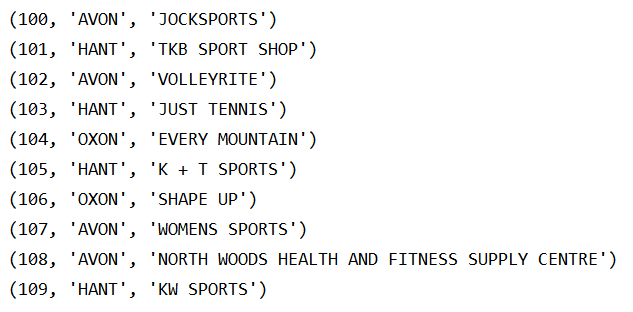 (100, 'AVON', 'JOCKSPORTS')
(101, 'HANT', 'TKB SPORT SHOP')
(102, 'AVON', 'VOLLEYRITE')
(103, 'HANT', 'JUST TENNIS')
(104, 'OXON', 'EVERY MOUNTAIN')
(105, 'HANT', 'K + T SPORTS')
(106, 'OXON', 'SHAPE UP')
(107, 'AVON', 'WOMENS SPORTS')
(108, 'AVON', 'NORTH WOODS HEALTH AND FITNESS SUPPLY CENTRE')
(109, 'HANT', 'KW SPORTS')